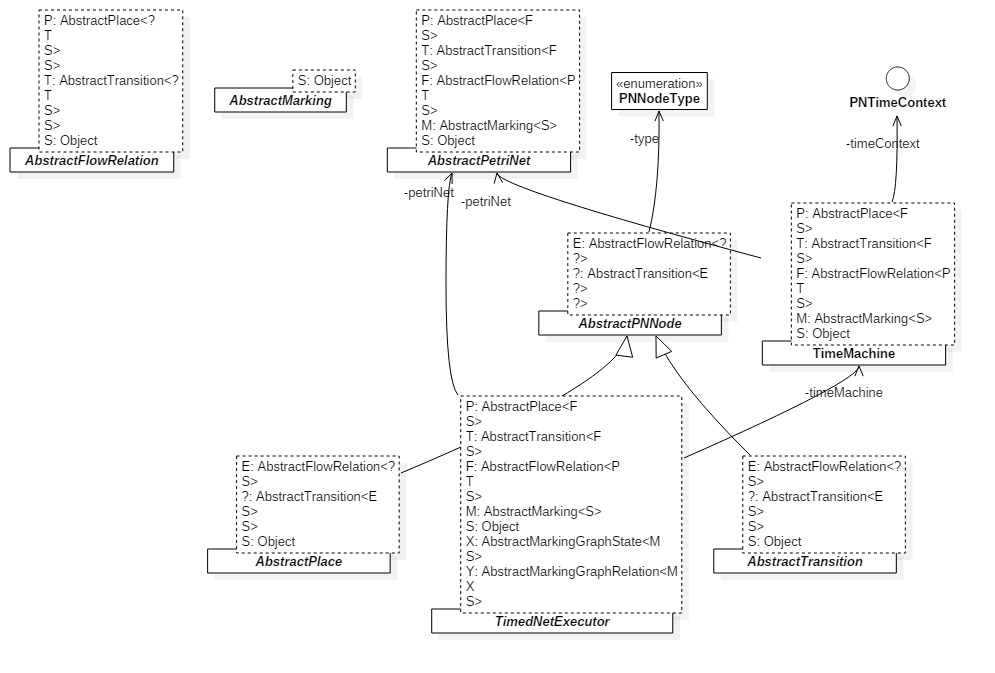 P: AbstractPlace<?
T
S>
S>
T: AbstractTransition<?
T
S>
S>
S: Object
AbstractFlowRelation
S: Object
AbstractMarking
P: AbstractPlace<F
S>
T: AbstractTransition<F
S>
F: AbstractFlowRelation<P
T
S>
M: AbstractMarking<S>
S: Object
AbstractPetriNet
«enumeration»
PNNodeType
PNTimeContext
-type
-timeContext
-petriNet
-petriNet
E: AbstractFlowRelation<?
?>
?: AbstractTransition<E
?>
?>
AbstractPNNode
P: AbstractPlace<F
S>
T: AbstractTransition<F
S>
F: AbstractFlowRelation<P
T
S>
M: AbstractMarking<S>
S: Object
TimeMachine
-timeMachine
E: AbstractFlowRelation<?
S>
?: AbstractTransition<E
S>
S>
S: Object
AbstractPlace
P: AbstractPlace<F
S>
T: AbstractTransition<F
S>
F: AbstractFlowRelation<P
T
S>
M: AbstractMarking<S>
S: Object
X: AbstractMarkingGraphState<M
S>
Y: AbstractMarkingGraphRelation<M
X
S>
TimedNetExecutor
E: AbstractFlowRelation<?
S>
?: AbstractTransition<E
S>
S>
S: Object
AbstractTransition